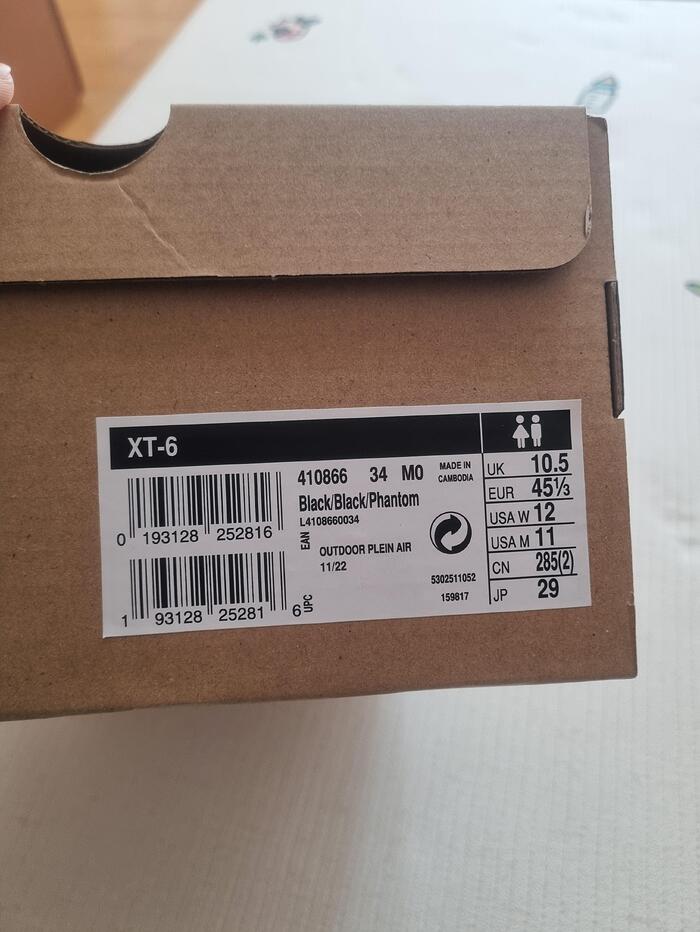 XT-6
410866 34 M0
MADE IN
CAMBODIA
Black/Black/Phantom
L4108660034
0 193128 252816
EAN
OUTDOOR PLEIN AIR
11/22
5302511052
159817
1 93128 25281 6
UPC
UK 10.5
EUR 45⅓
USA W 12
USA M 11
CN 285(2)
JP 29